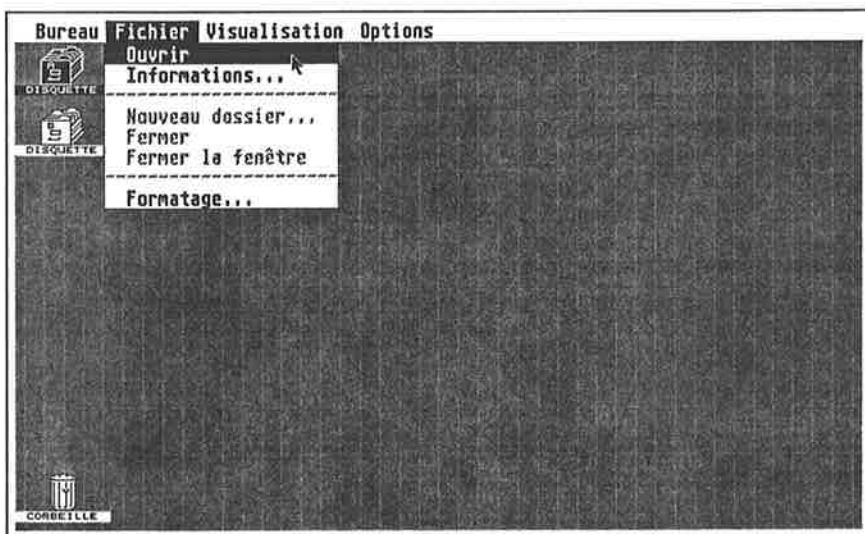 Bureau Fichier Visualisation Options
Ouvrir
Informations...
Nouveau dossier...
Fermer
Fermer la fenêtre
Formatage...
DISQUETTE
DISQUETTE
CORBEILLE